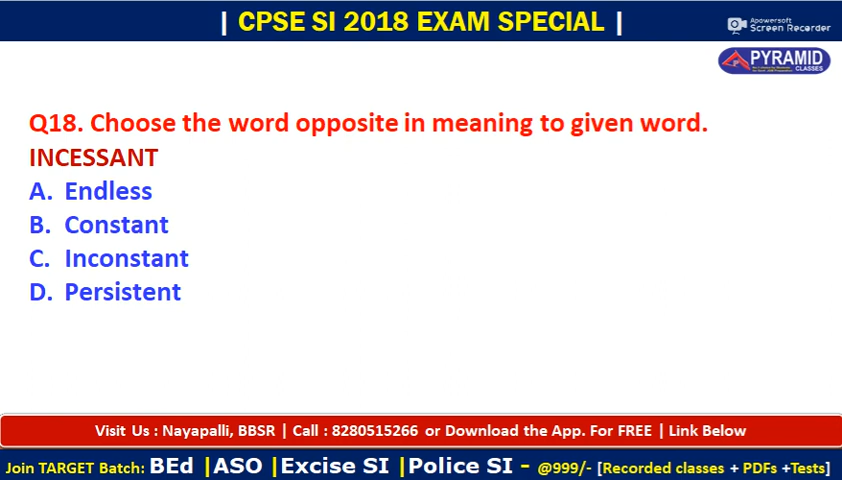 | CPSE SI 2018 EXAM SPECIAL |
Apowersoft
Screen Recorder
PYRAMID
CLASSES
Q18. Choose the word opposite in meaning to given word.
INCESSANT
A. Endless
B. Constant
C. Inconstant
D. Persistent
Visit Us : Nayapalli, BBSR | Call : 8280515266 or Download the App. For FREE | Link Below
Join TARGET Batch: BEd |ASO |Excise SI |Police SI - @999/- [Recorded classes + PDFs +Tests]